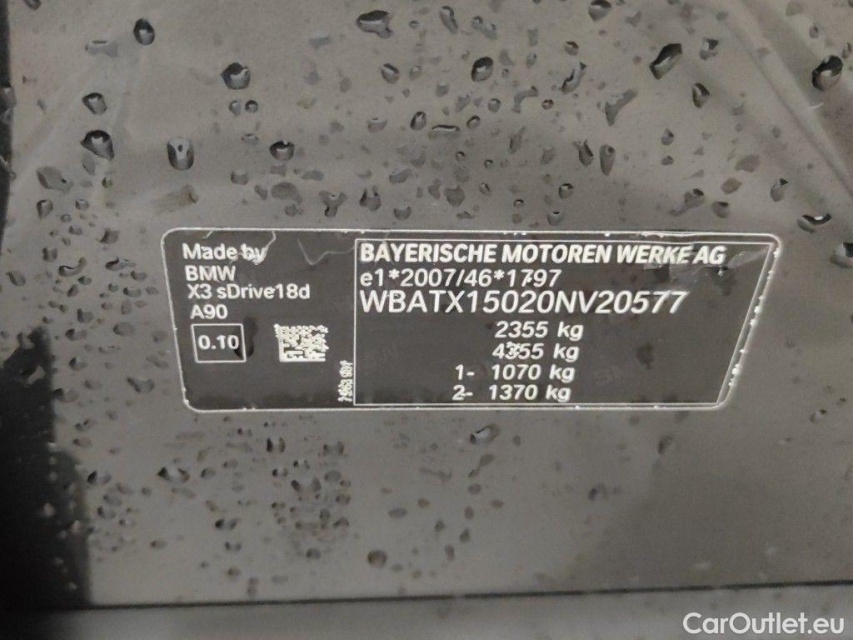 Made by
BMW
X3 sDrive18d
A90
0.10
BAYERISCHE MOTOREN WERKE AG
e1*2007/46*1797
WBATX15020NV20577
2355 kg
4355 kg
1- 1070 kg
2- 1370 kg
CarOutlet.eu